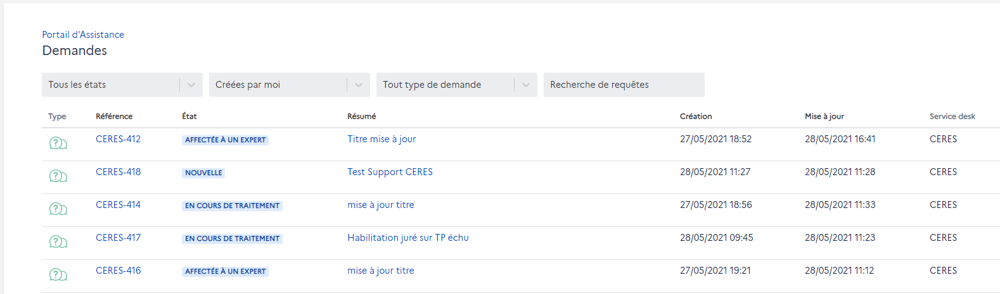 Portail d'Assistance
Demandes
Tous les états Créées par moi Tout type de demande Recherche de requêtes
Type Référence État Résumé Création Mise à jour Service desk
CERES-412 AFFECTÉE À UN EXPERT Titre mise à jour 27/05/2021 18:52 28/05/2021 16:41 CERES
CERES-418 NOUVELLE Test Support CERES 28/05/2021 11:27 28/05/2021 11:28 CERES
CERES-414 EN COURS DE TRAITEMENT mise à jour titre 27/05/2021 18:56 28/05/2021 11:33 CERES
CERES-417 EN COURS DE TRAITEMENT Habilitation juré sur TP échu 28/05/2021 09:45 28/05/2021 11:23 CERES
CERES-416 AFFECTÉE À UN EXPERT mise à jour titre 27/05/2021 19:21 28/05/2021 11:12 CERES